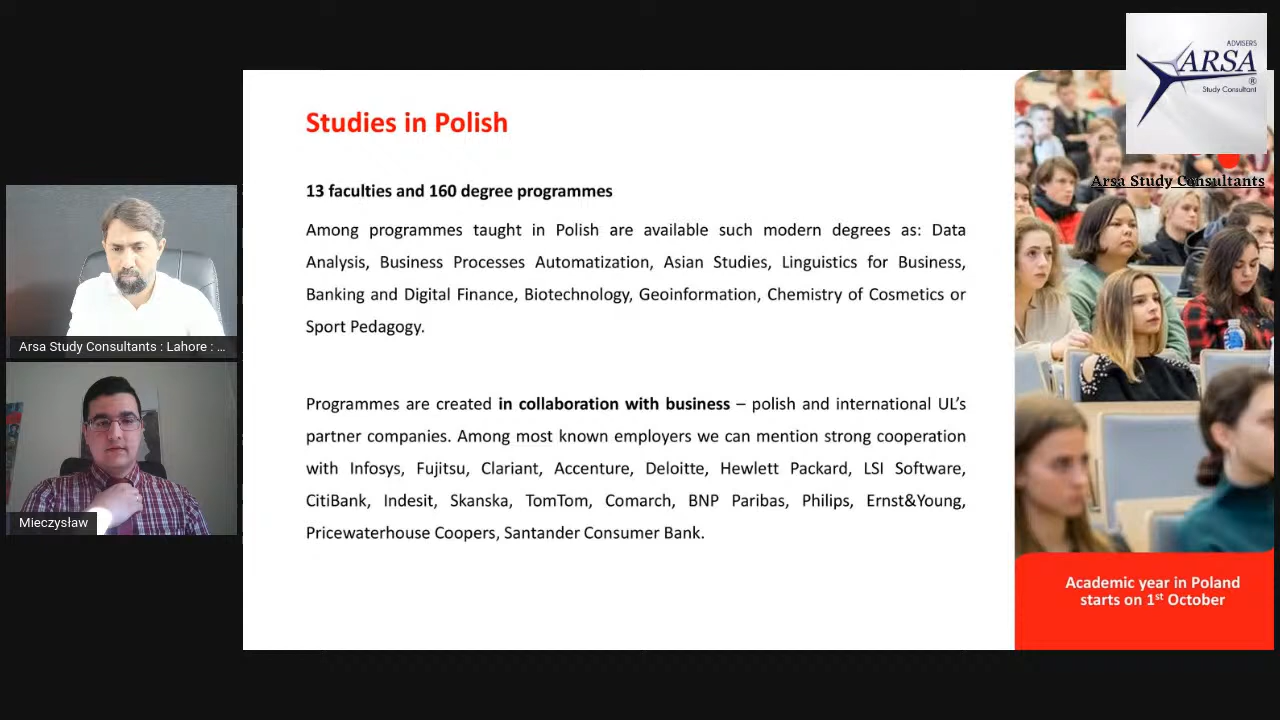 ADVISERS
ARSA
®
Study Consultant
Arsa Study Consultants
Studies in Polish
13 faculties and 160 degree programmes
Among programmes taught in Polish are available such modern degrees as: Data
Analysis, Business Processes Automatization, Asian Studies, Linguistics for Business,
Banking and Digital Finance, Biotechnology, Geoinformation, Chemistry of Cosmetics or
Sport Pedagogy.
Programmes are created in collaboration with business – polish and international UL's
partner companies. Among most known employers we can mention strong cooperation
with Infosys, Fujitsu, Clariant, Accenture, Deloitte, Hewlett Packard, LSI Software,
CitiBank, Indesit, Skanska, TomTom, Comarch, BNP Paribas, Philips, Ernst&Young,
Pricewaterhouse Coopers, Santander Consumer Bank.
Arsa Study Consultants : Lahore : ...
Mieczysław
Academic year in Poland
starts on 1st October